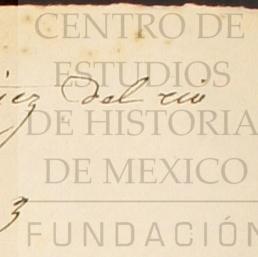 CENTRO DE
ESTUDIOS
del rio
DE HISTORIA
DE MEXICO
3
FUNDACIÓN